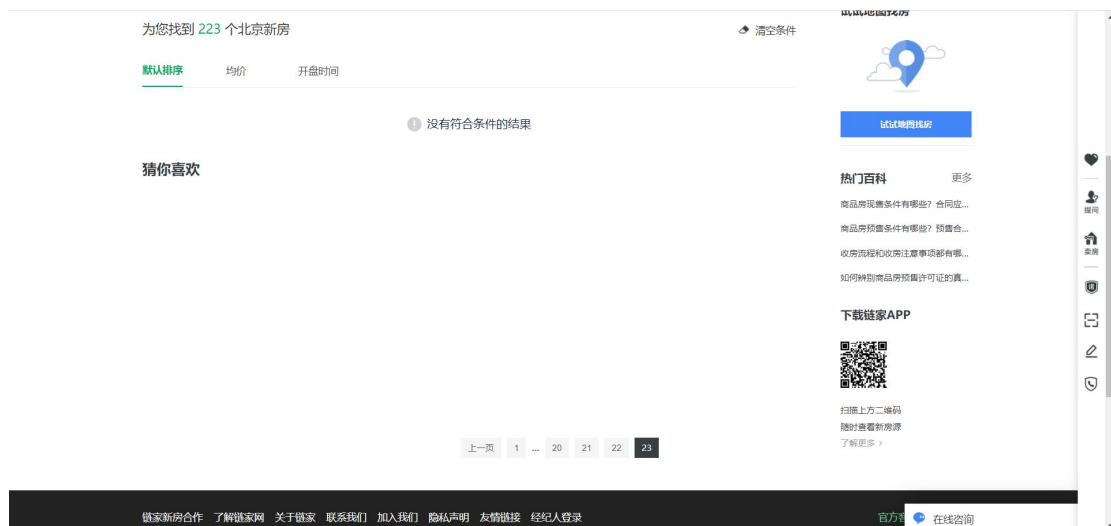 为您找到 223 个北京新房
清空条件
默认排序 均价 开盘时间
没有符合条件的结果
猜你喜欢
上一页 1 ... 20 21 22 23
试试地图找房
试试地图找房
热门百科 更多
商品房现售条件有哪些？合同应...
商品房预售条件有哪些？预售合...
收房流程和收房注意事项都有哪...
如何辨别商品房预售许可证的真...
下载链家APP
扫描上方二维码
随时查看新房源
了解更多 >
提问
卖房
链家新房合作 了解链家网 关于链家 联系我们 加入我们 隐私声明 友情链接 经纪人登录
官方
在线咨询